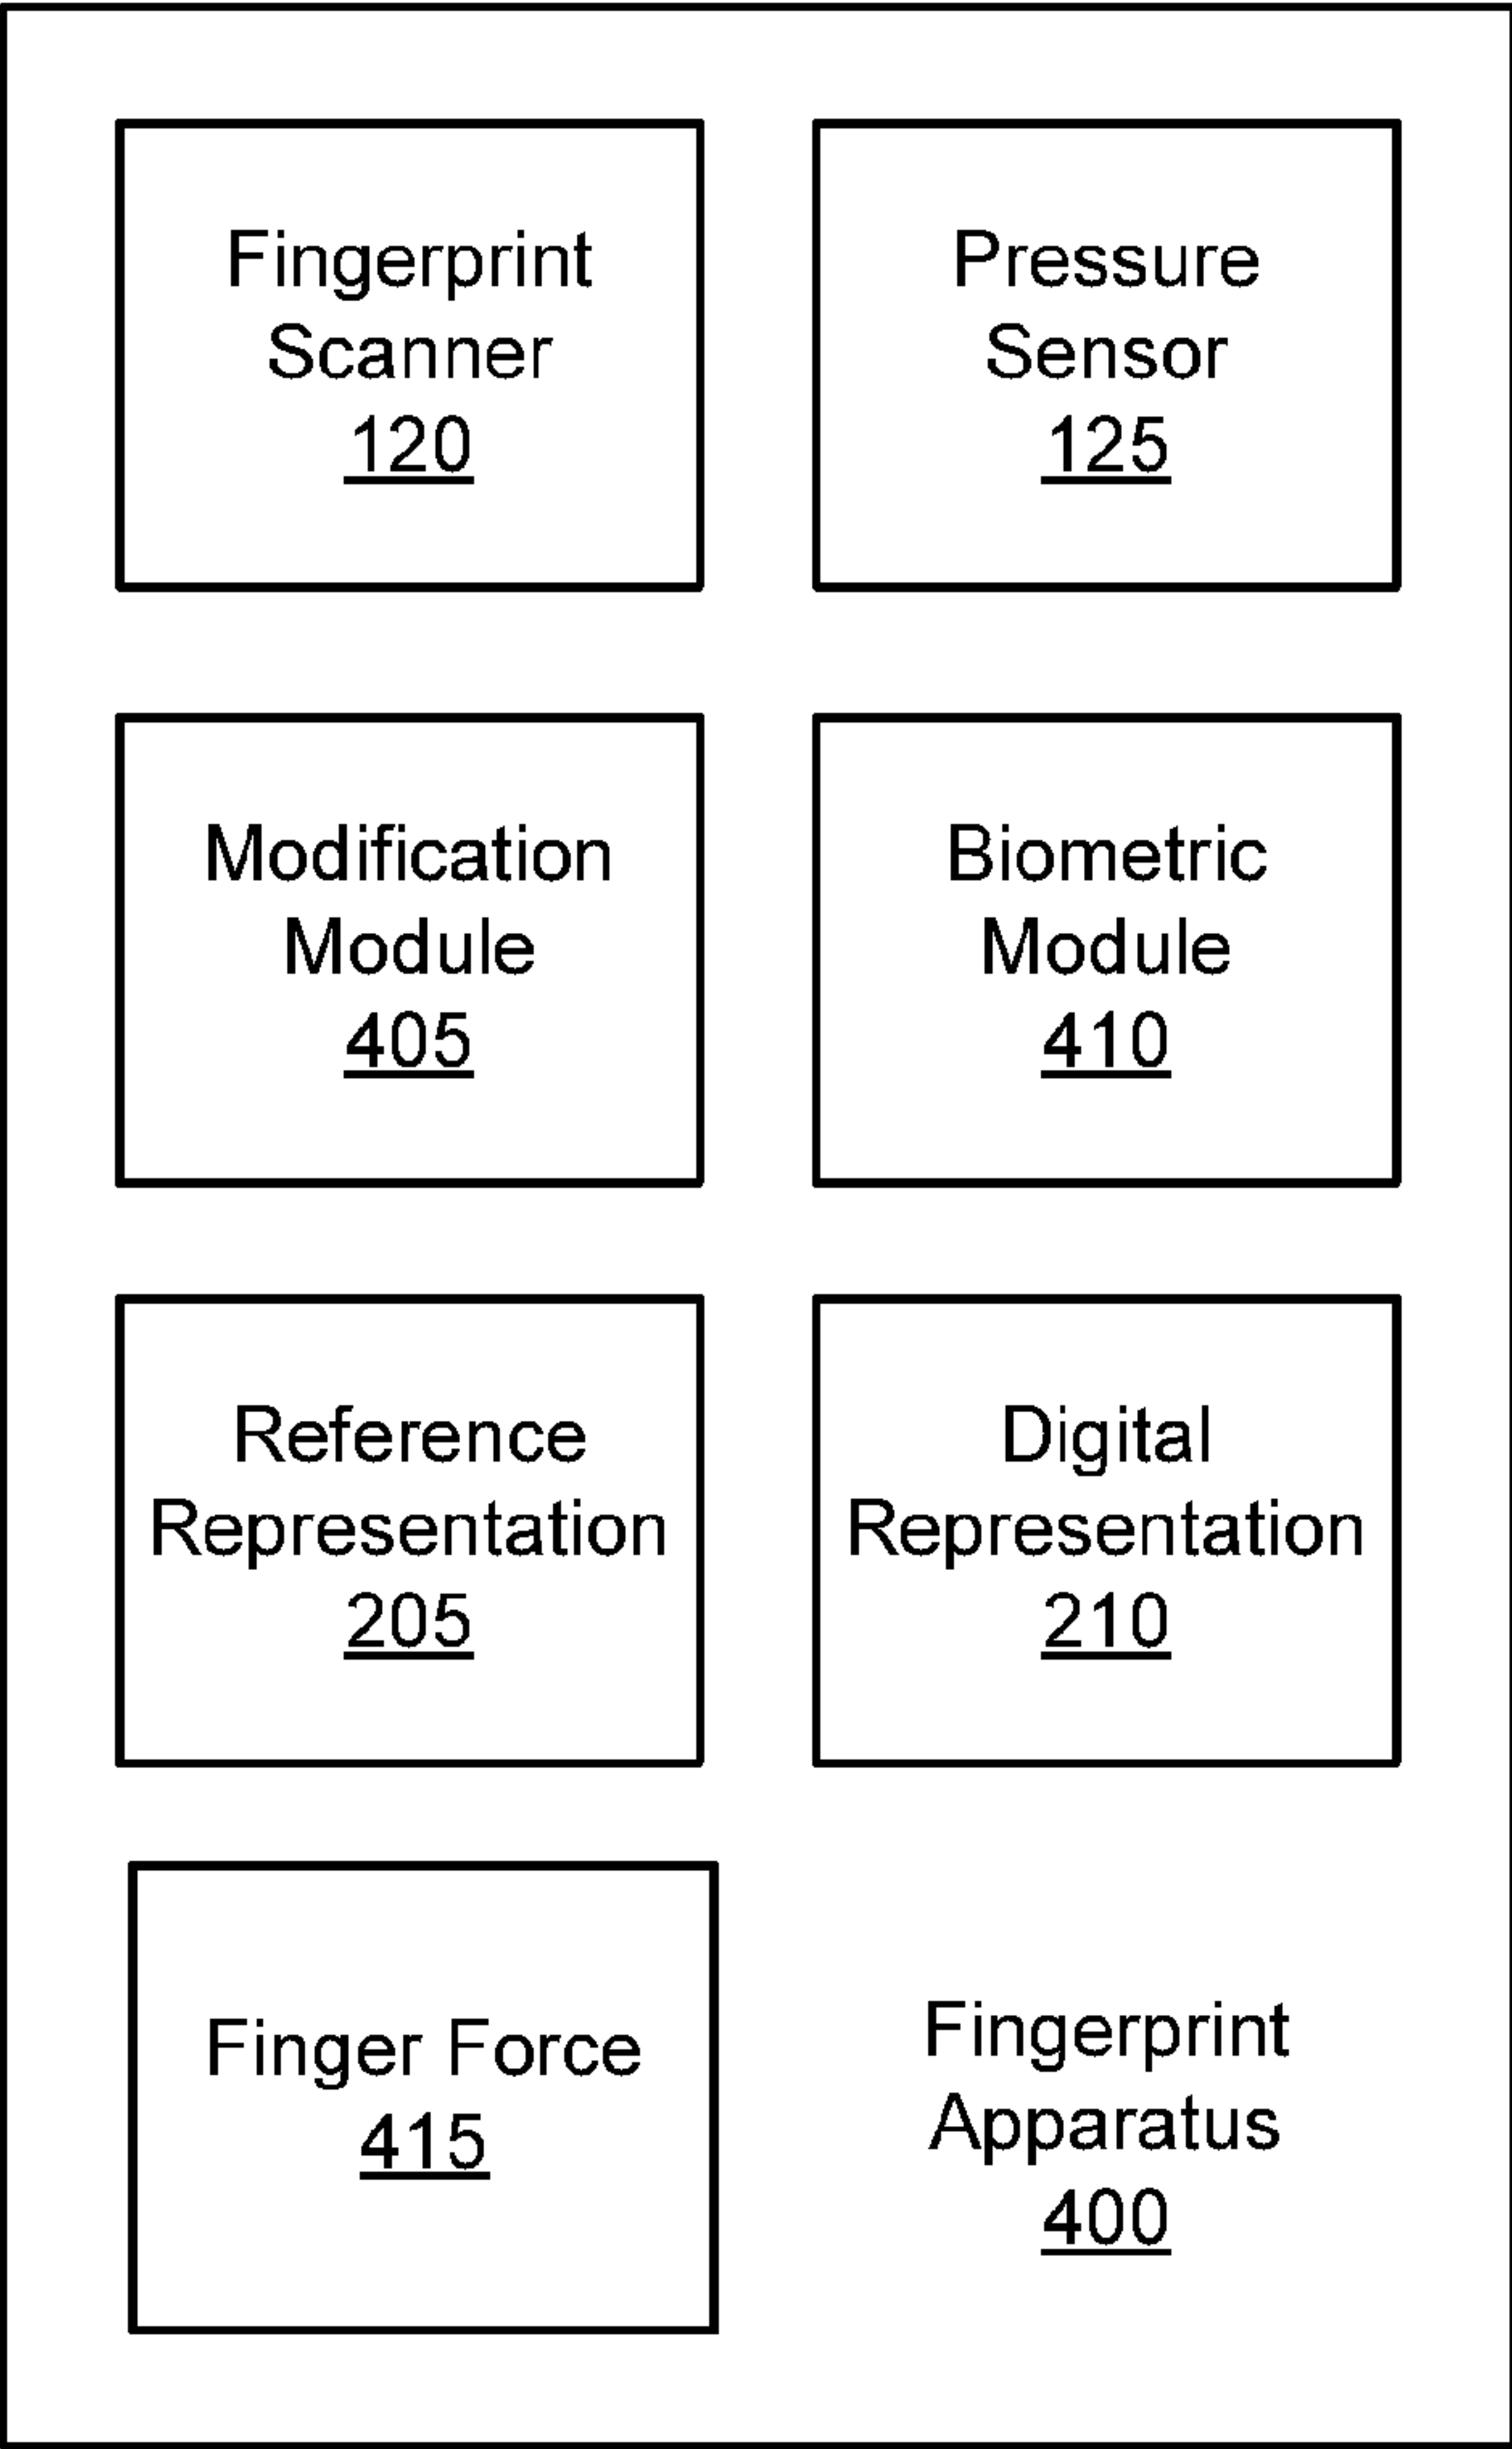 Fingerprint
Scanner
120
Pressure
Sensor
125
Modification
Module
405
Biometric
Module
410
Reference
Representation
205
Digital
Representation
210
Finger Force
415
Fingerprint
Apparatus
400